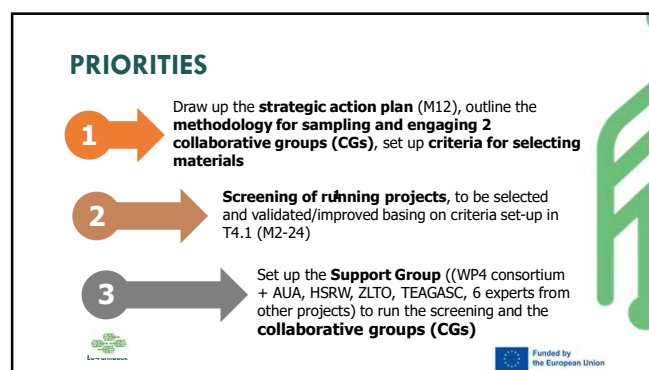 PRIORITIES
1
Draw up the strategic action plan (M12), outline the
methodology for sampling and engaging 2
collaborative groups (CGs), set up criteria for selecting
materials
2
Screening of running projects, to be selected
and validated/improved basing on criteria set-up in
T4.1 (M2-24)
3
Set up the Support Group ((WP4 consortium
+ AUA, HSRW, ZLTO, TEAGASC, 6 experts from
other projects) to run the screening and the
collaborative groups (CGs)
Funded by
the European Union